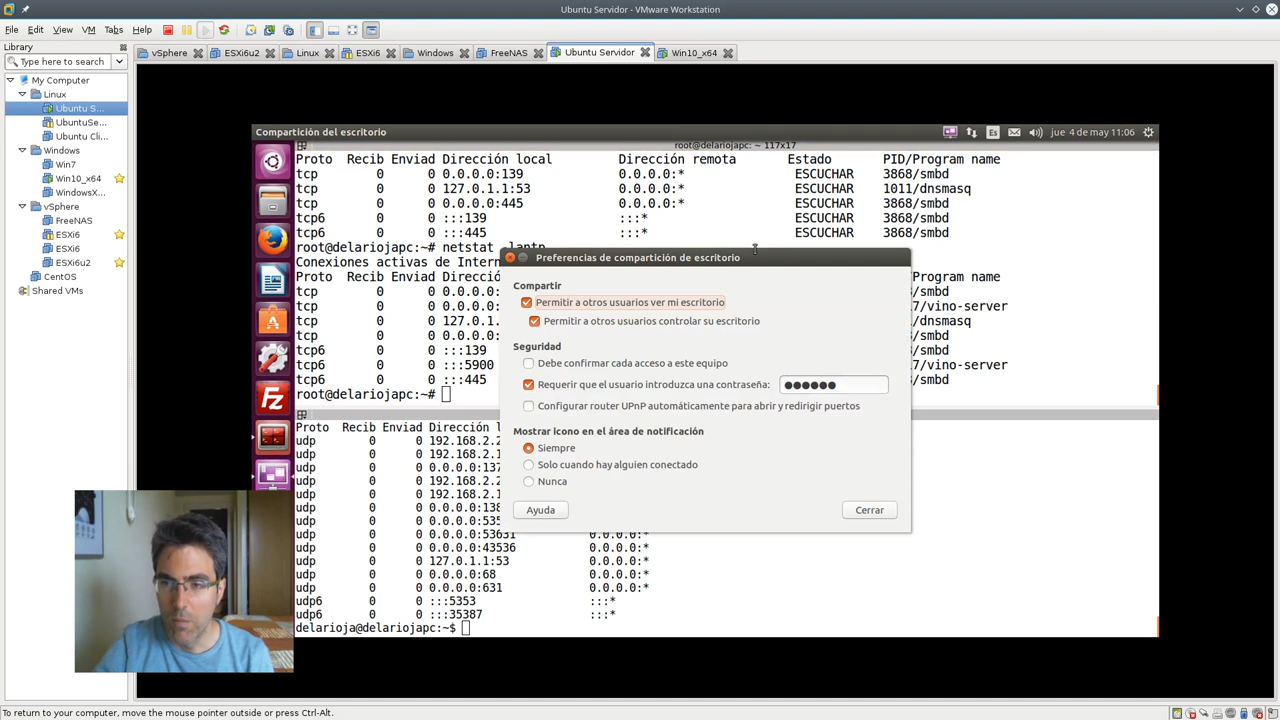 Ubuntu Servidor - VMware Workstation
File Edit View VM Tabs Help
Library
vSphere ESXi6u2 Linux ESXi6 Windows FreeNAS Ubuntu Servidor Win10_x64
Type here to search
My Computer
Linux
Ubuntu S...
UbuntuSe...
Ubuntu Cli...
Windows
Win7
Win10_x64
WindowsX...
vSphere
FreeNAS
ESXi6
ESXi6
ESXi6u2
CentOS
Shared VMs
Compartición del escritorio
Es
jue 4 de may 11:06
root@delariojapc: ~ 117x17
Proto Recib Enviad Dirección local Dirección remota Estado PID/Program name
tcp 0 0 0.0.0.0:139 0.0.0.0:* ESCUCHAR 3868/smbd
tcp 0 0 127.0.1.1:53 0.0.0.0:* ESCUCHAR 1011/dnsmasq
tcp 0 0 0.0.0.0:445 0.0.0.0:* ESCUCHAR 3868/smbd
tcp6 0 0 :::139 :::* ESCUCHAR 3868/smbd
tcp6 0 0 :::445 :::* ESCUCHAR 3868/smbd
root@delariojapc:~# netstat -lantp
Conexiones activas de Intern
Proto Recib Enviad Direcci Program name
tcp 0 0 0.0.0.0 /smbd
tcp 0 0 0.0.0.0 7/vino-server
tcp 0 0 127.0.1. /dnsmasq
tcp 0 0 0.0.0.0 /smbd
tcp6 0 0 :::139 /smbd
tcp6 0 0 :::5900 7/vino-server
tcp6 0 0 :::445 /smbd
root@delariojapc:~#
Preferencias de compartición de escritorio
Compartir
Permitir a otros usuarios ver mi escritorio
Permitir a otros usuarios controlar su escritorio
Seguridad
Debe confirmar cada acceso a este equipo
Requerir que el usuario introduzca una contraseña: ●●●●●●
Configurar router UPnP automáticamente para abrir y redirigir puertos
Mostrar icono en el área de notificación
Siempre
Solo cuando hay alguien conectado
Nunca
Ayuda Cerrar
Proto Recib Enviad Direcci
udp 0 0 192.168.2.2
udp 0 0 192.168.2.1
udp 0 0 0.0.0.0:137
udp 0 0 192.168.2.2
udp 0 0 192.168.2.1
udp 0 0 0.0.0.0:138
udp 0 0 0.0.0.0:535
udp 0 0 0.0.0.0:53631 0.0.0.0:*
udp 0 0 0.0.0.0:43536 0.0.0.0:*
udp 0 0 127.0.1.1:53 0.0.0.0:*
udp 0 0 0.0.0.0:68 0.0.0.0:*
udp 0 0 0.0.0.0:631 0.0.0.0:*
udp6 0 0 :::5353 :::*
udp6 0 0 :::35387 :::*
delarioja@delariojapc:~$
To return to your computer, move the mouse pointer outside or press Ctrl-Alt.